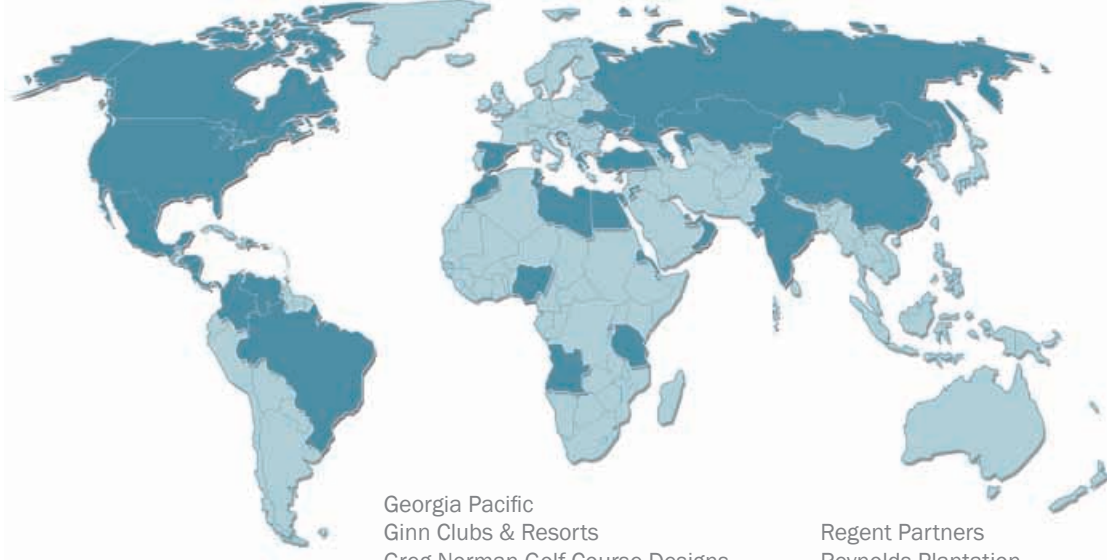 Georgia Pacific
Ginn Clubs & Resorts
Greg Norman Golf Course Designs
Regent Partners
Reynolds Plantation